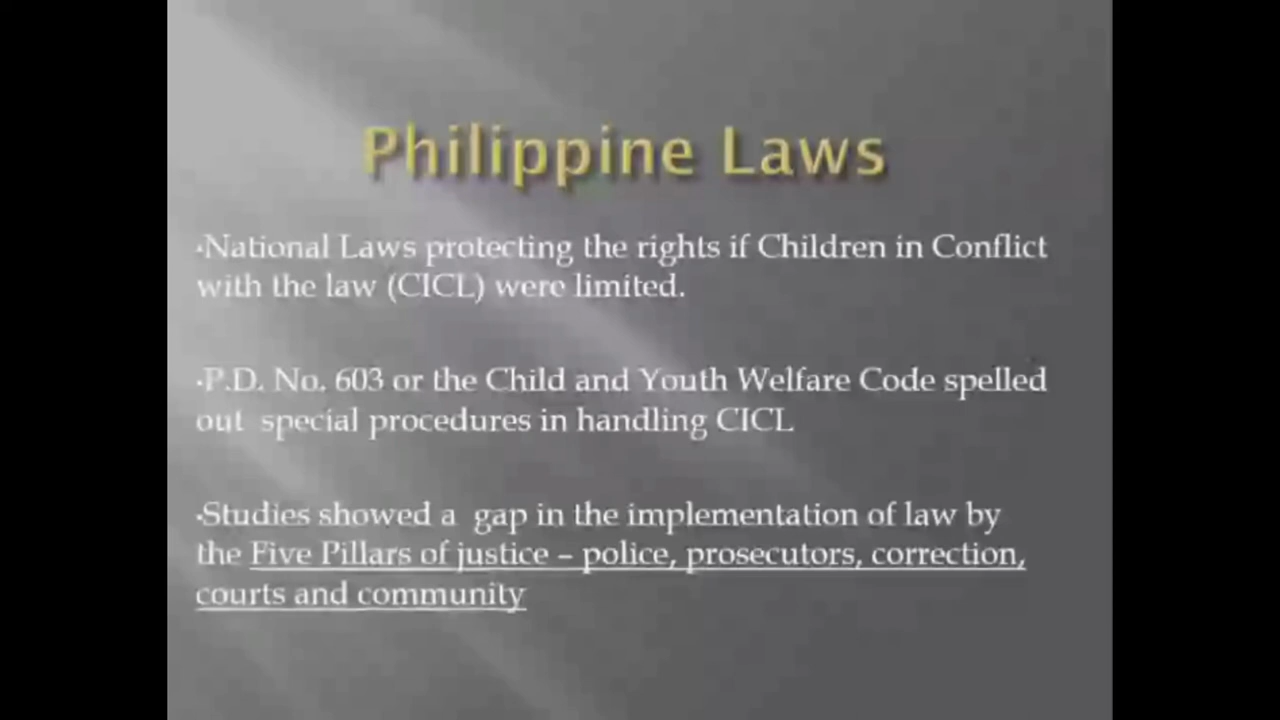 Philippine Laws
•National Laws protecting the rights if Children in Conflict
with the law (CICL) were limited.
•P.D. No. 603 or the Child and Youth Welfare Code spelled
out special procedures in handling CICL
•Studies showed a gap in the implementation of law by
the Five Pillars of justice – police, prosecutors, correction,
courts and community